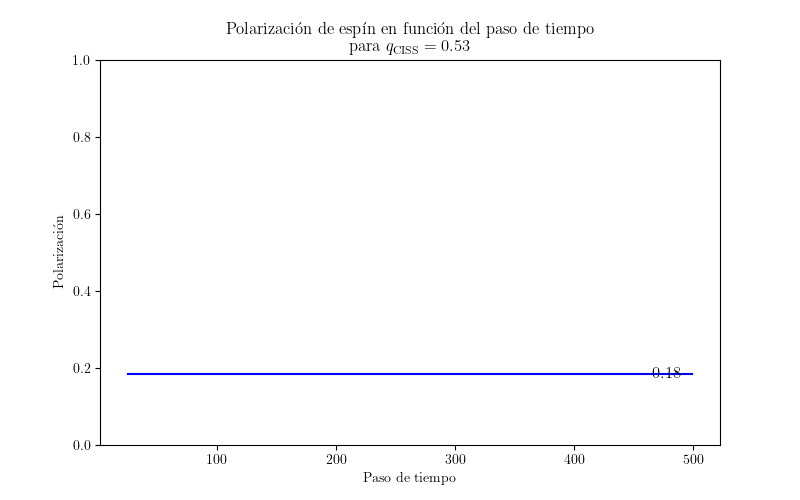 Polarización de espín en función del paso de tiempo
para q_CISS = 0.53
1.0
0.8
0.6
0.4
0.2
0.0
Polarización
0.18
100 200 300 400 500
Paso de tiempo